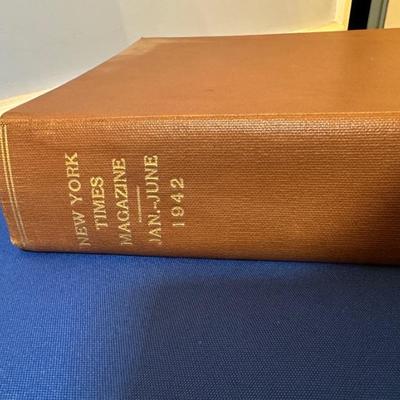 NEW YORK
TIMES
MAGAZINE
JAN.-JUNE
1942